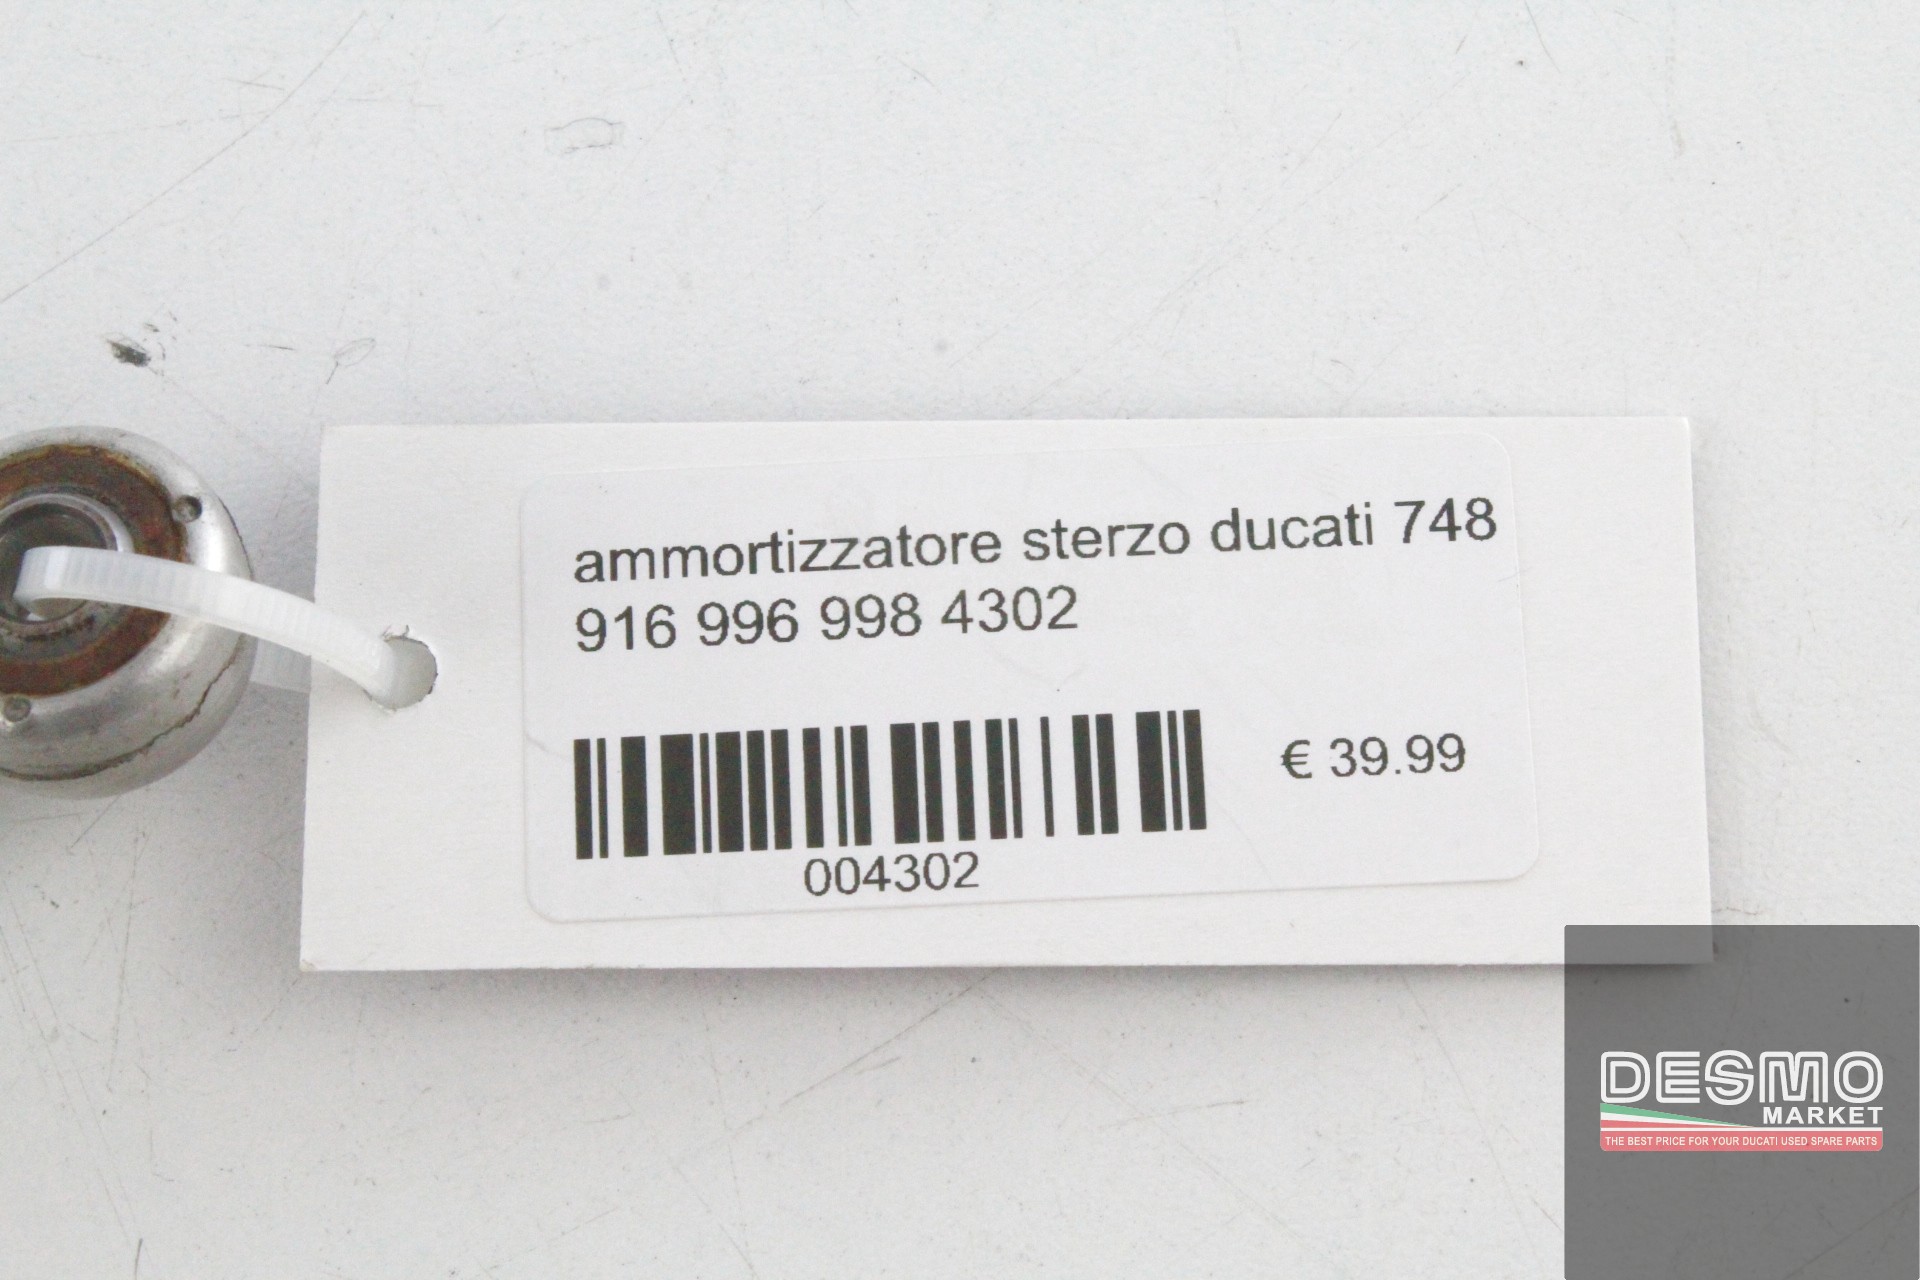 ammortizzatore sterzo ducati 748
916 996 998 4302
€ 39.99
004302
DESMO
MARKET
THE BEST PRICE FOR YOUR DUCATI USED SPARE PARTS